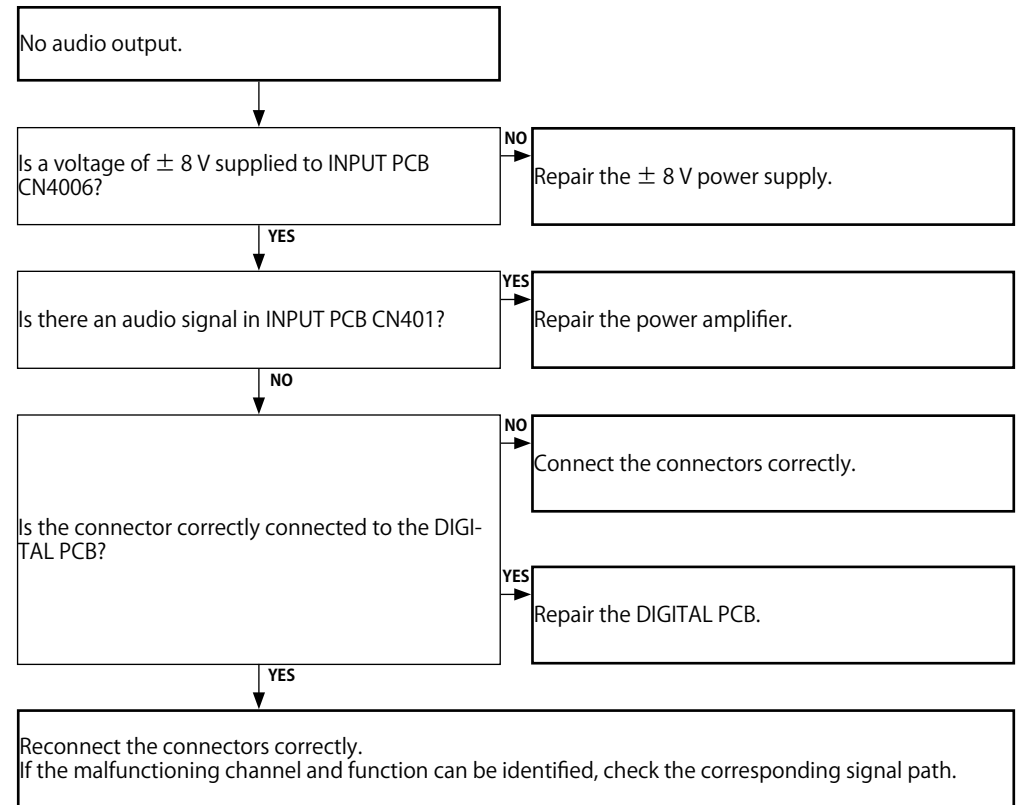 No audio output.
NO
Is a voltage of ± 8 V supplied to INPUT PCB
CN4006?
Repair the ± 8 V power supply.
YES
YES
Is there an audio signal in INPUT PCB CN401?
Repair the power amplifier.
NO
NO
Connect the connectors correctly.
Is the connector correctly connected to the DIGI-
TAL PCB?
YES
Repair the DIGITAL PCB.
YES
Reconnect the connectors correctly.
If the malfunctioning channel and function can be identified, check the corresponding signal path.